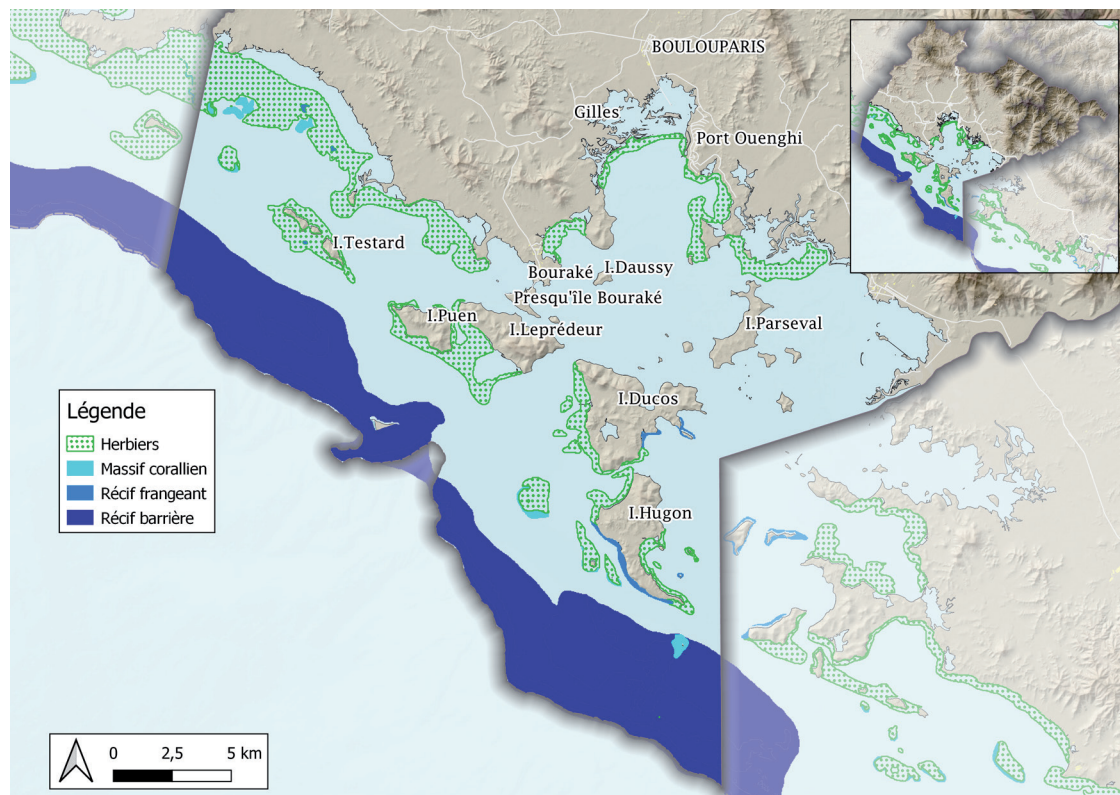 BOULOUPARIS
Gilles
Port Ouenghi
I.Testard
Bouraké
I.Daussy
Presqu'île Bouraké
I.Puen
I.Leprédeur
I.Parseval
I.Ducos
I.Hugon
Légende
Herbiers
Massif corallien
Récif frangeant
Récif barrière
0 2,5 5 km